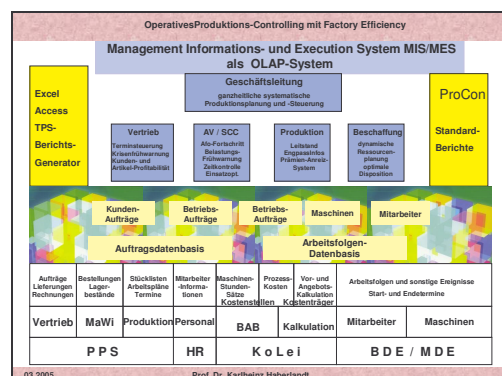 OperativesProduktions-Controlling mit Factory Efficiency
Management Informations- und Execution System MIS/MES
als OLAP-System
Excel
Access
TPS-
Berichts-
Generator
Geschäftsleitung
ganzheitliche systematische
Produktionsplanung und -Steuerung
ProCon
Standard-
Berichte
Vertrieb
Terminsteuerung
Krisenfrühwarnung
Kunden- und
Artikel-Profitabilität
AV / SCC
Afo-Fortschritt
Belastungs-
Frühwarnung
Zeitkontrolle
Einsatzopt.
Produktion
Leitstand
EngpassInfos
Prämien-Anreiz-
System
Beschaffung
dynamische
Ressourcen-
planung
optimale
Disposition
Kunden-
Aufträge
Betriebs-
Aufträge
Betriebs-
Aufträge
Maschinen
Mitarbeiter
Auftragsdatenbasis
Arbeitsfolgen-
Datenbasis
Aufträge
Lieferungen
Rechnungen
Bestellungen
Lager-
bestände
Stücklisten
Arbeitspläne
Termine
Mitarbeiter
-Informa-
tionen
Maschinen-
Stunden-
Sätze
Kostenstellen
Prozess-
Kosten
Vor- und
Angebots-
Kalkulation
Kostenträger
Arbeitsfolgen und sonstige Ereignisse
Start- und Endetermine
Vertrieb
MaWi
Produktion
Personal
BAB
Kalkulation
Mitarbeiter
Maschinen
P P S
HR
K o L e i
B D E / M D E
03.2005
Prof. Dr. Karlheinz Haberlandt